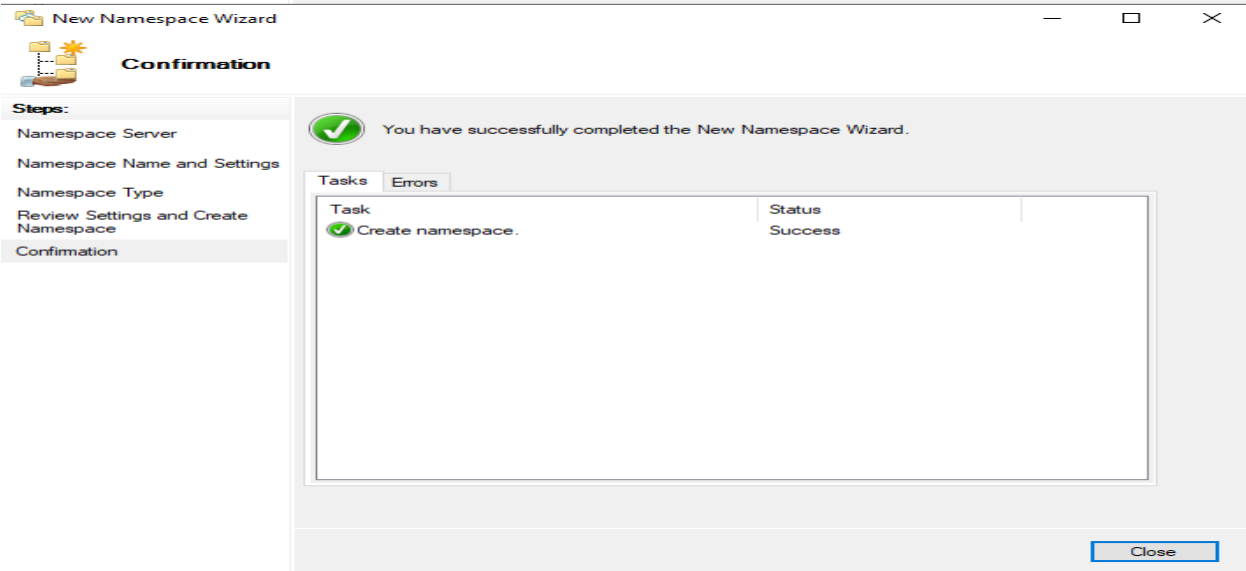 New Namespace Wizard
Confirmation
Steps:
Namespace Server
Namespace Name and Settings
Namespace Type
Review Settings and Create
Namespace
Confirmation
You have successfully completed the New Namespace Wizard.
Tasks Errors
Task Status
Create namespace. Success
Close